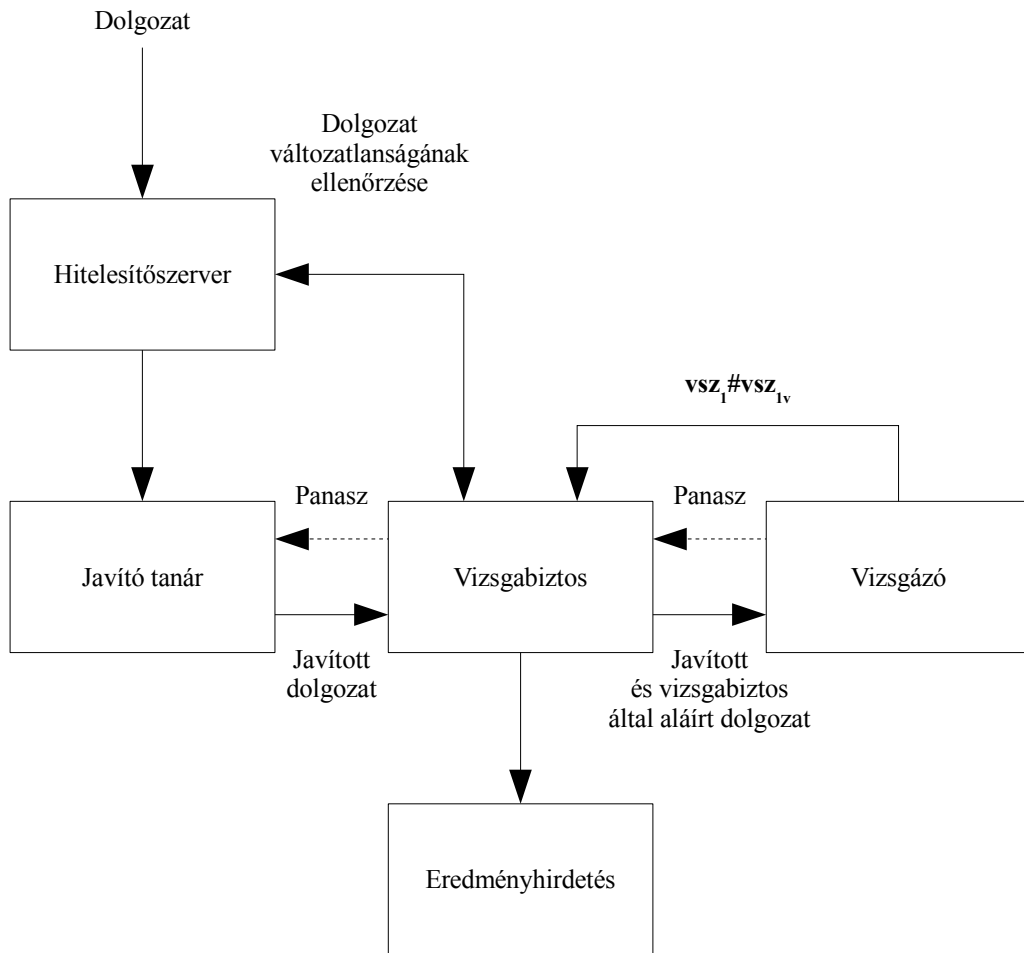 Dolgozat
Dolgozat
változatlanságának
ellenőrzése
Hitelesítőszerver
vsz₁#vsz₁ᵥ
Panasz
Panasz
Javító tanár
Vizsgabiztos
Vizsgázó
Javított
dolgozat
Javított
és vizsgabiztos
által aláírt dolgozat
Eredményhirdetés